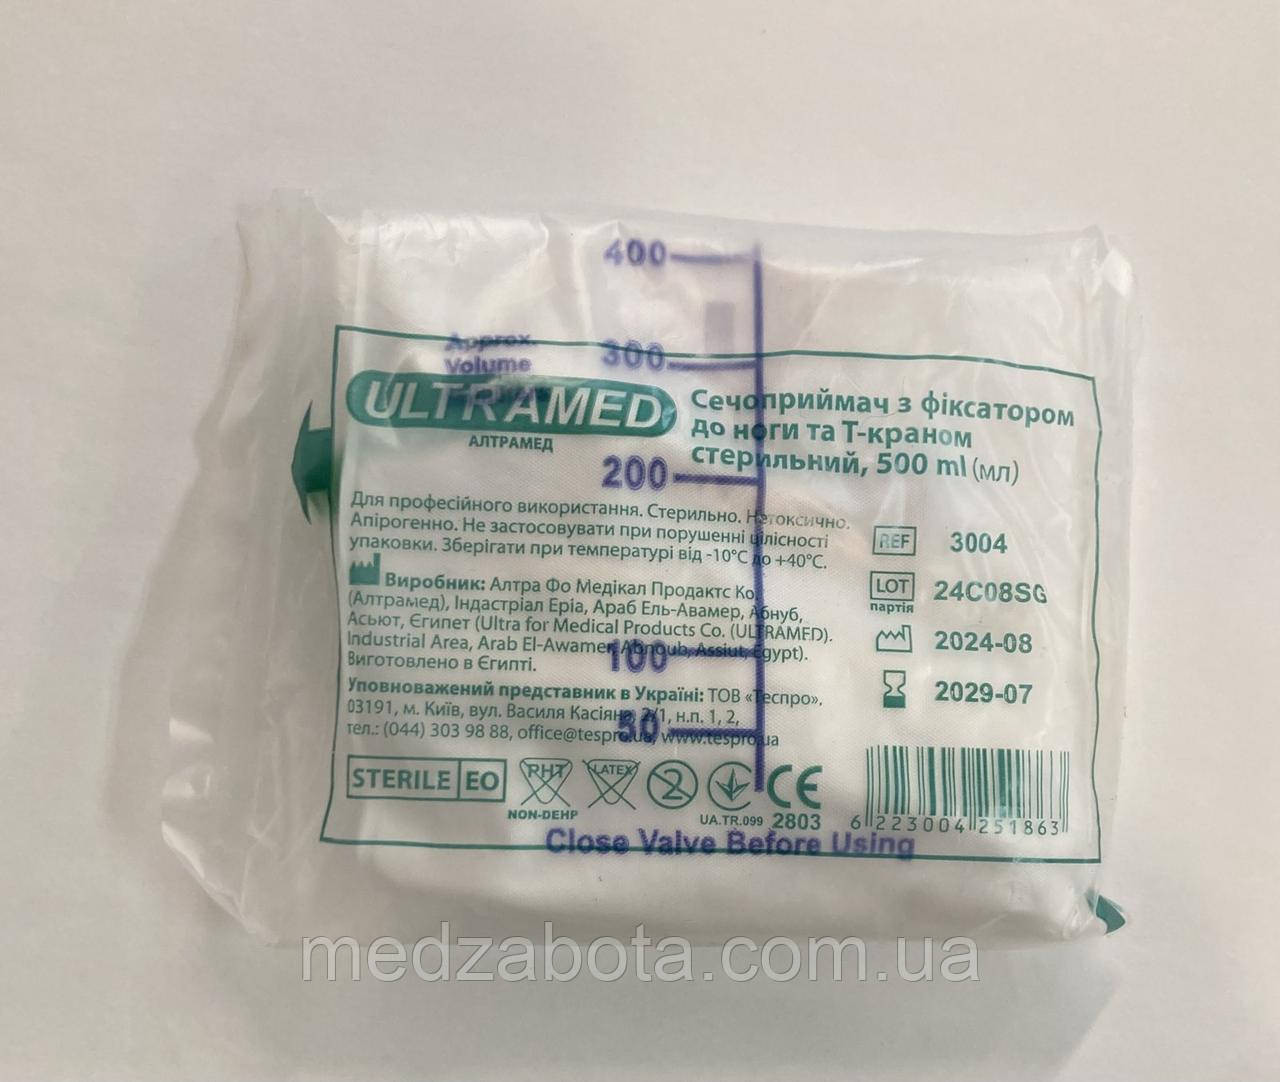 400
Approx.
Volume
300
ULTRAMED
АЛТРАМЕД
Сечоприймач з фіксатором
до ноги та Т-краном
стерильний, 500 ml (мл)
200
Для професійного використання. Стерильно. Нетоксично.
Апірогенно. Не застосовувати при порушенні цілісності
упаковки. Зберігати при температурі від -10°C до +40°C.
Виробник: Алтра Фо Медікал Продактс Ко.
(Алтрамед), Індастріал Еріа, Араб Ель-Авамер, Абнуб,
Асьют, Єгипет (Ultra for Medical Products Co. (ULTRAMED).
Industrial Area, Arab El-Awamer, Abnoub, Assiut, Egypt).
Виготовлено в Єгипті.
100
Уповноважений представник в Україні: ТОВ «Теспро».
03191, м. Київ, вул. Василя Касіяна, 2/1, н.п. 1, 2,
тел.: (044) 303 98 88, office@tespro.ua, www.tespro.ua
50
REF 3004
LOT 24C08SG
партія
2024-08
2029-07
STERILE EO
PHT
NON-DEHP
LATEX
2
UA.TR.099
CE
2803
6 223004 251863
Close Valve Before Using
medzabota.com.ua